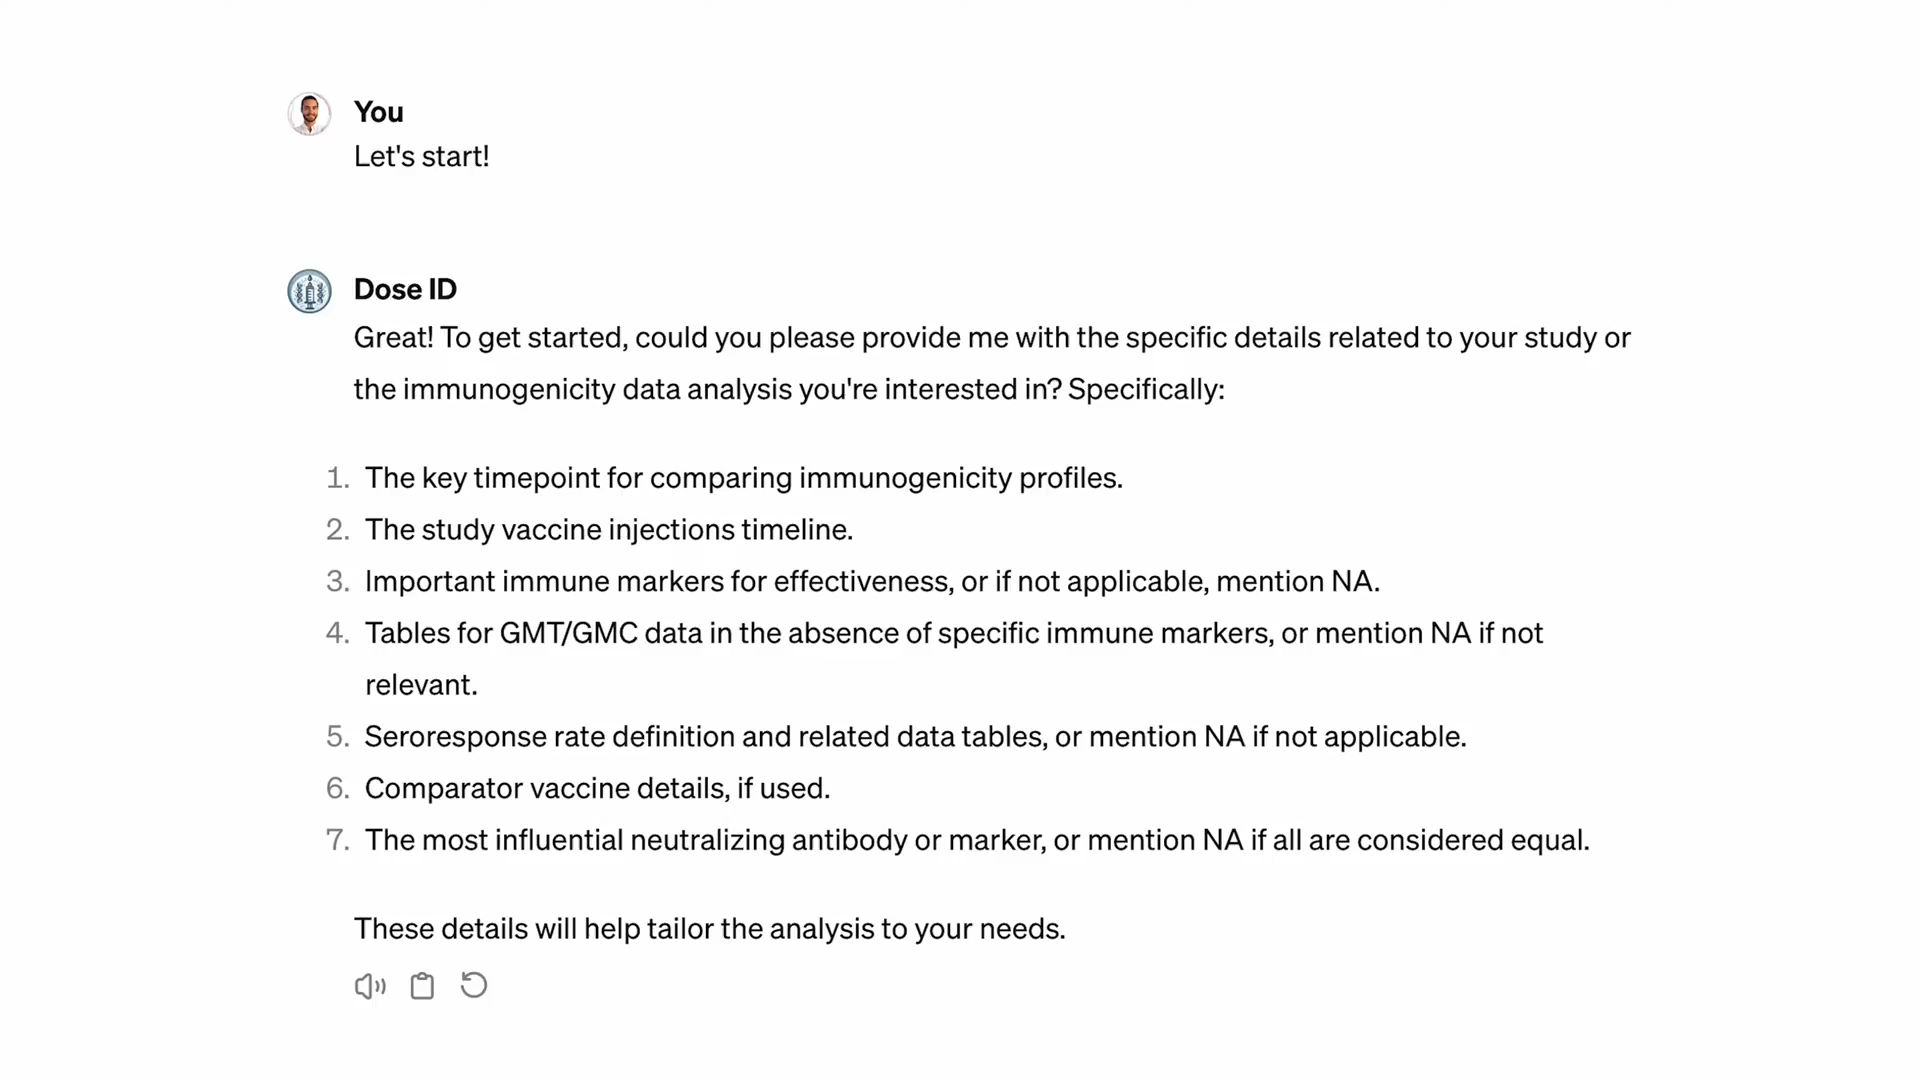 You
Let's start!
Dose ID
Great! To get started, could you please provide me with the specific details related to your study or
the immunogenicity data analysis you're interested in? Specifically:
1. The key timepoint for comparing immunogenicity profiles.
2. The study vaccine injections timeline.
3. Important immune markers for effectiveness, or if not applicable, mention NA.
4. Tables for GMT/GMC data in the absence of specific immune markers, or mention NA if not
relevant.
5. Seroresponse rate definition and related data tables, or mention NA if not applicable.
6. Comparator vaccine details, if used.
7. The most influential neutralizing antibody or marker, or mention NA if all are considered equal.
These details will help tailor the analysis to your needs.